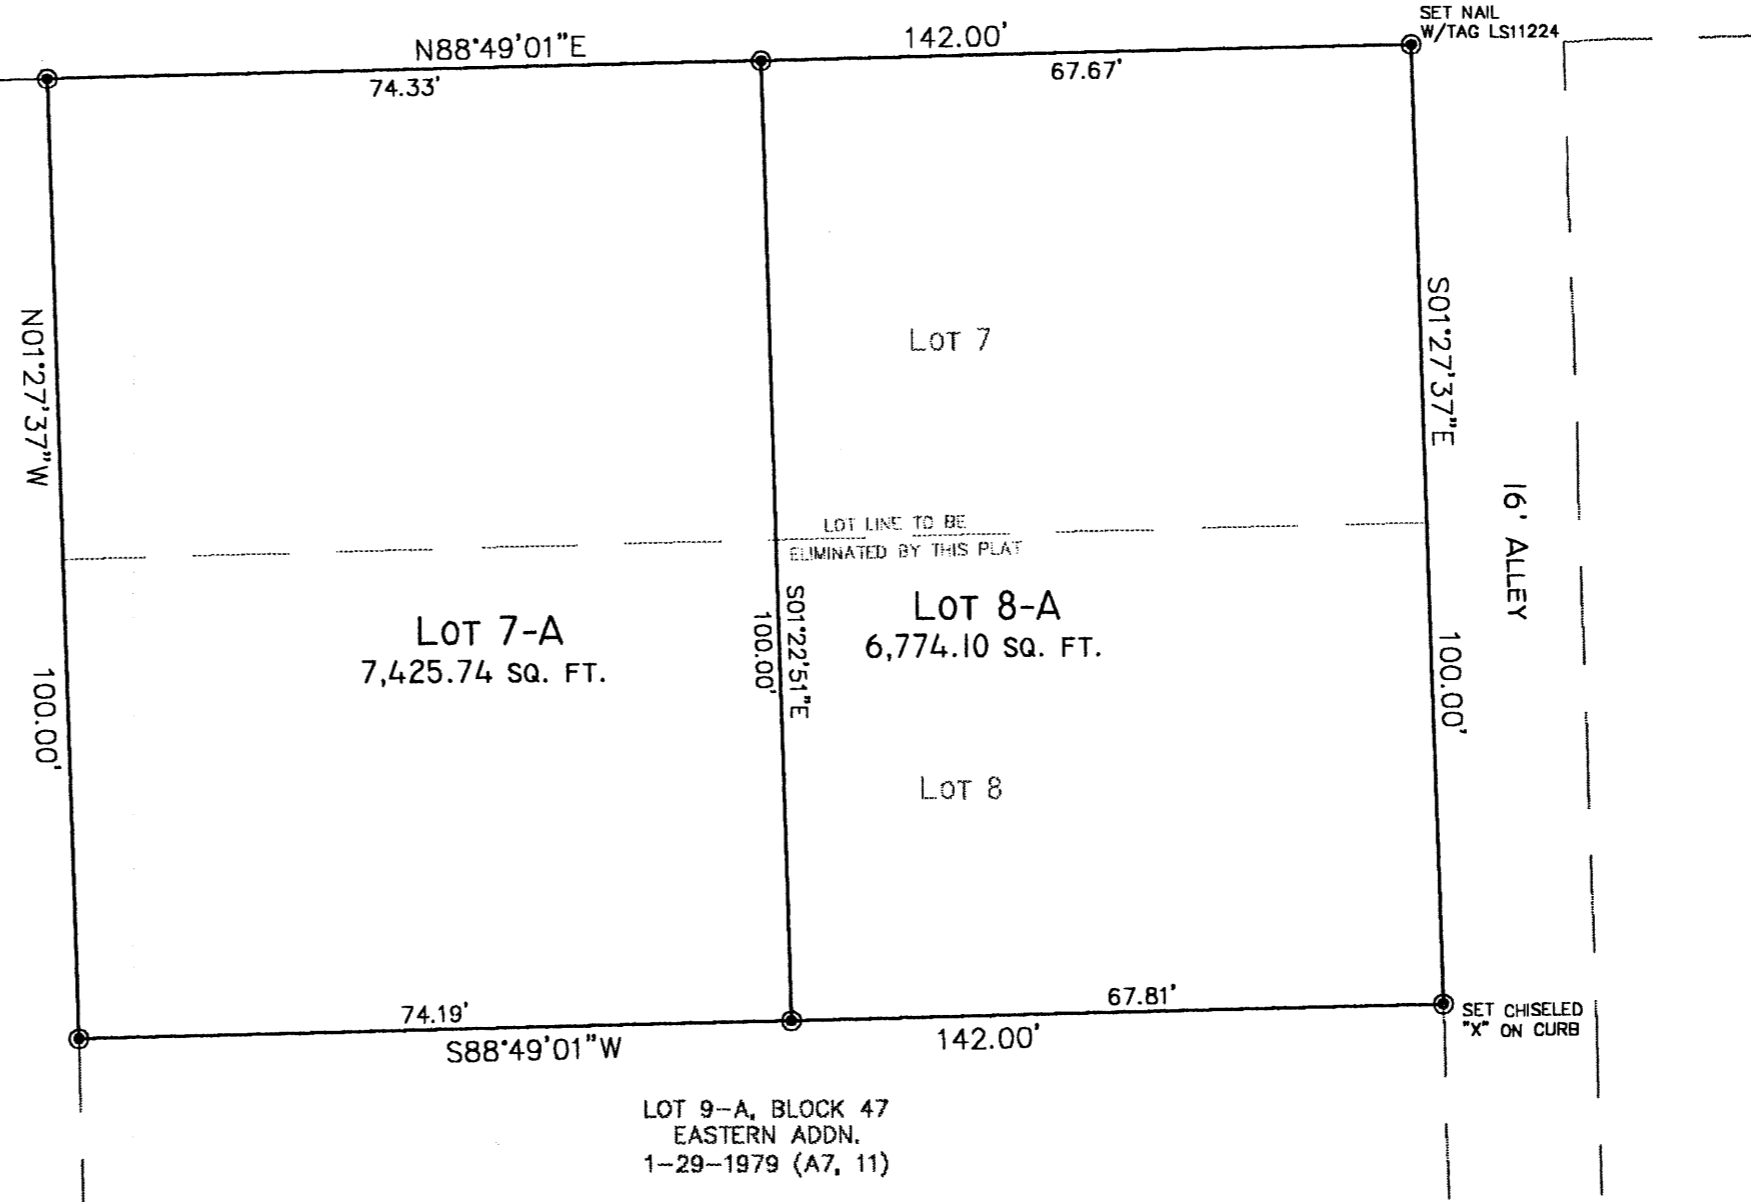 SET NAIL
W/TAG LS11224
N88°49'01"E
142.00'
74.33'
67.67'
N01°27'37"W
100.00'
S01°27'37"E
100.00'
LOT 7
16' ALLEY
LOT LINE TO BE
ELIMINATED BY THIS PLAT
S01°22'51"E
100.00'
LOT 7-A
7,425.74 SQ. FT.
LOT 8-A
6,774.10 SQ. FT.
LOT 8
74.19'
67.81'
S88°49'01"W
142.00'
SET CHISELED
"X" ON CURB
LOT 9-A, BLOCK 47
EASTERN ADDN.
1-29-1979 (A7, 11)